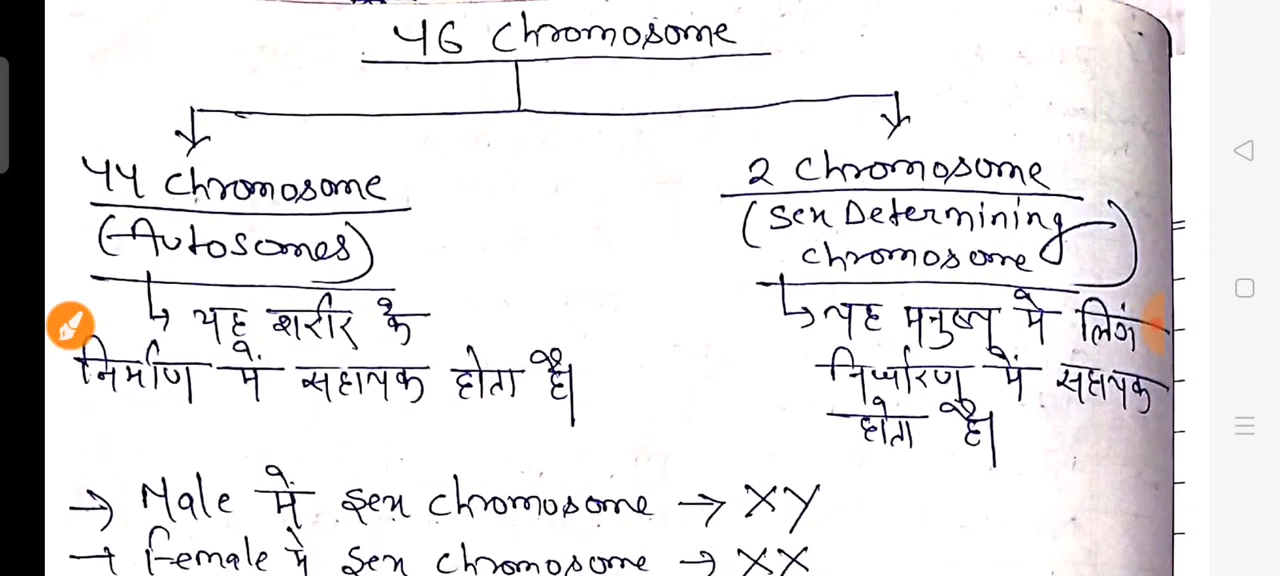 46 Chromosome
44 Chromosome
(Autosomes)
↳ यह शरीर के
निर्माण में सहायक होता है।
2 Chromosome
(Sex Determining
chromosome)
↳ यह मनुष्य मे लिंग
निर्धारण में सहायक
होता है।
→ Male में sex chromosome → XY
→ Female मे sex chromosome → XX